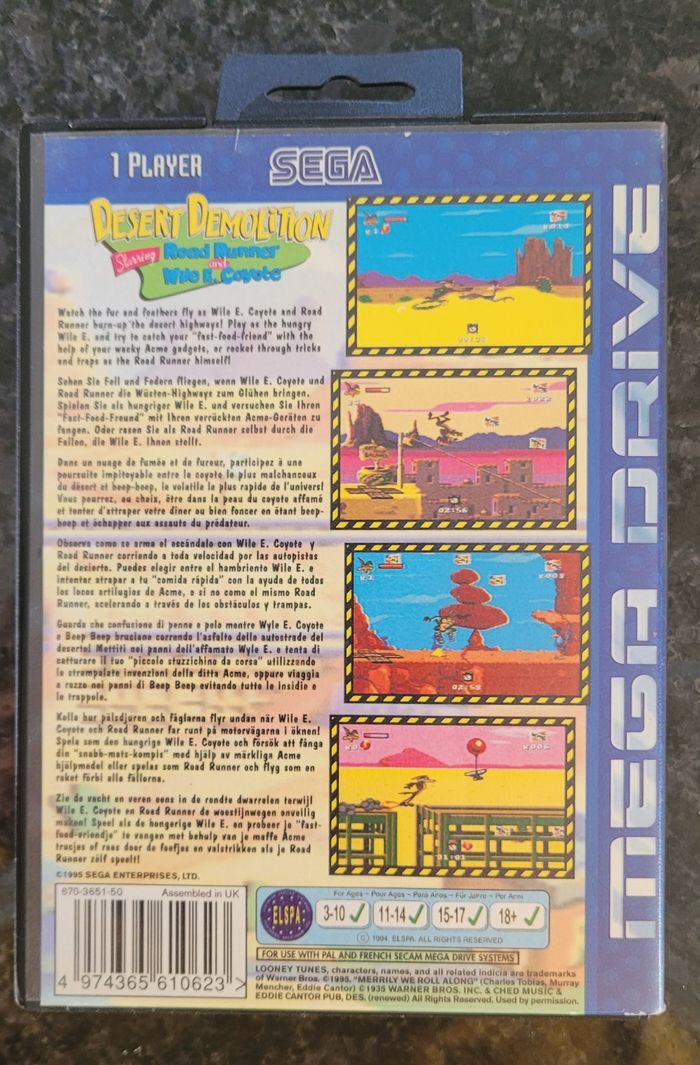 1 PLAYER
SEGA
DESERT DEMOLITION
Starring Road Runner
and
Wile E. Coyote
Watch the fur and feathers fly as Wile E. Coyote and Road
Runner burn-up the desert highways! Play as the hungry
Wile E. and try to catch your "fast-food-friend" with the
help of your wacky Acme gadgets, or rocket through tricks
and traps as the Road Runner himself!
Sehen Sie Fell und Federn fliegen, wenn Wile E. Coyote und
Road Runner die Wüsten-Highways zum Glühen bringen.
Spielen Sie als hungriger Wile E. und versuchen Sie Ihren
"Fast-Food-Freund" mit Ihren verrückten Acme-Geräten zu
fangen. Oder rasen Sie als Road Runner selbst durch die
Fallen, die Wile E. Ihnen stellt.
Dans un nuage de fumée et de fureur, participez à une
poursuite impitoyable entre le coyote le plus malchanceux
du désert et beep-beep, le volatile le plus rapide de l'univers!
Vous pourrez, au choix, être dans la peau du coyote affamé
et tenter d'attraper votre dîner ou bien foncer en étant beep-
beep et échapper aux assauts du prédateur.
Observa como se arma el escándalo con Wile E. Coyote y
Road Runner corriendo a toda velocidad por las autopistas
del desierto. Puedes elegir entre el hambriento Wile E. e
intentar atrapar a tu "comida rápida" con la ayuda de todos
los locos artilugios de Acme, o si no como el mismo Road
Runner, acelerando a través de los obstáculos y trampas.
Guarda che confusione di penne e pelo mentre Wyle E. Coyote
e Beep Beep bruciano correndo l'asfalto delle autostrade del
deserto! Mettiti nei panni dell'affamato Wyle E. e tenta di
catturare il tuo "piccolo stuzzichino da corsa" utilizzando
le strampalate invenzioni della ditta Acme, oppure viaggia
a razzo nei panni di Beep Beep evitando tutte le insidie e
le trappole.
Kolla hur pälsdjuren och fåglarna flyr undan när Wile E.
Coyote och Road Runner far runt på motorvägarna i öknen!
Spela som den hungrige Wile E. Coyote och försök att fånga
din "snabb-mats-kompis" med hjälp av märkliga Acme
hjälpmedel eller spelas som Road Runner och flyg som en
raket förbi alla fällorna.
Zie de vacht en veren eens in de rondte dwarrelen terwijl
Wile E. Coyote en Road Runner de woestijnwegen onveilig
maken! Speel als de hongerige Wile E. en probeer je "fast-
food-vriendje" te vangen met behulp van je maffe Acme
trucjes of raas door de foefjes en valstrikken als je Road
Runner zélf speelt!
©1995 SEGA ENTERPRISES, LTD.
670-3651-50 Assembled in UK
4 974365 610623 >
ELSPA
For Ages - Pour Ages - Para Años - Für Jahre - Per Anni
3-10 11-14 15-17 18+
© 1994. ELSPA. ALL RIGHTS RESERVED
FOR USE WITH PAL AND FRENCH SECAM MEGA DRIVE SYSTEMS
LOONEY TUNES, characters, names, and all related indicia are trademarks
of Warner Bros. ©1995. "MERRILY WE ROLL ALONG" (Charles Tobias, Murray
Mencher, Eddie Cantor) ©1935 WARNER BROS. INC. & CHED MUSIC &
EDDIE CANTOR PUB, DES. (renewed) All Rights Reserved. Used by permission.
02:56
02:58
MEGA DRIVE